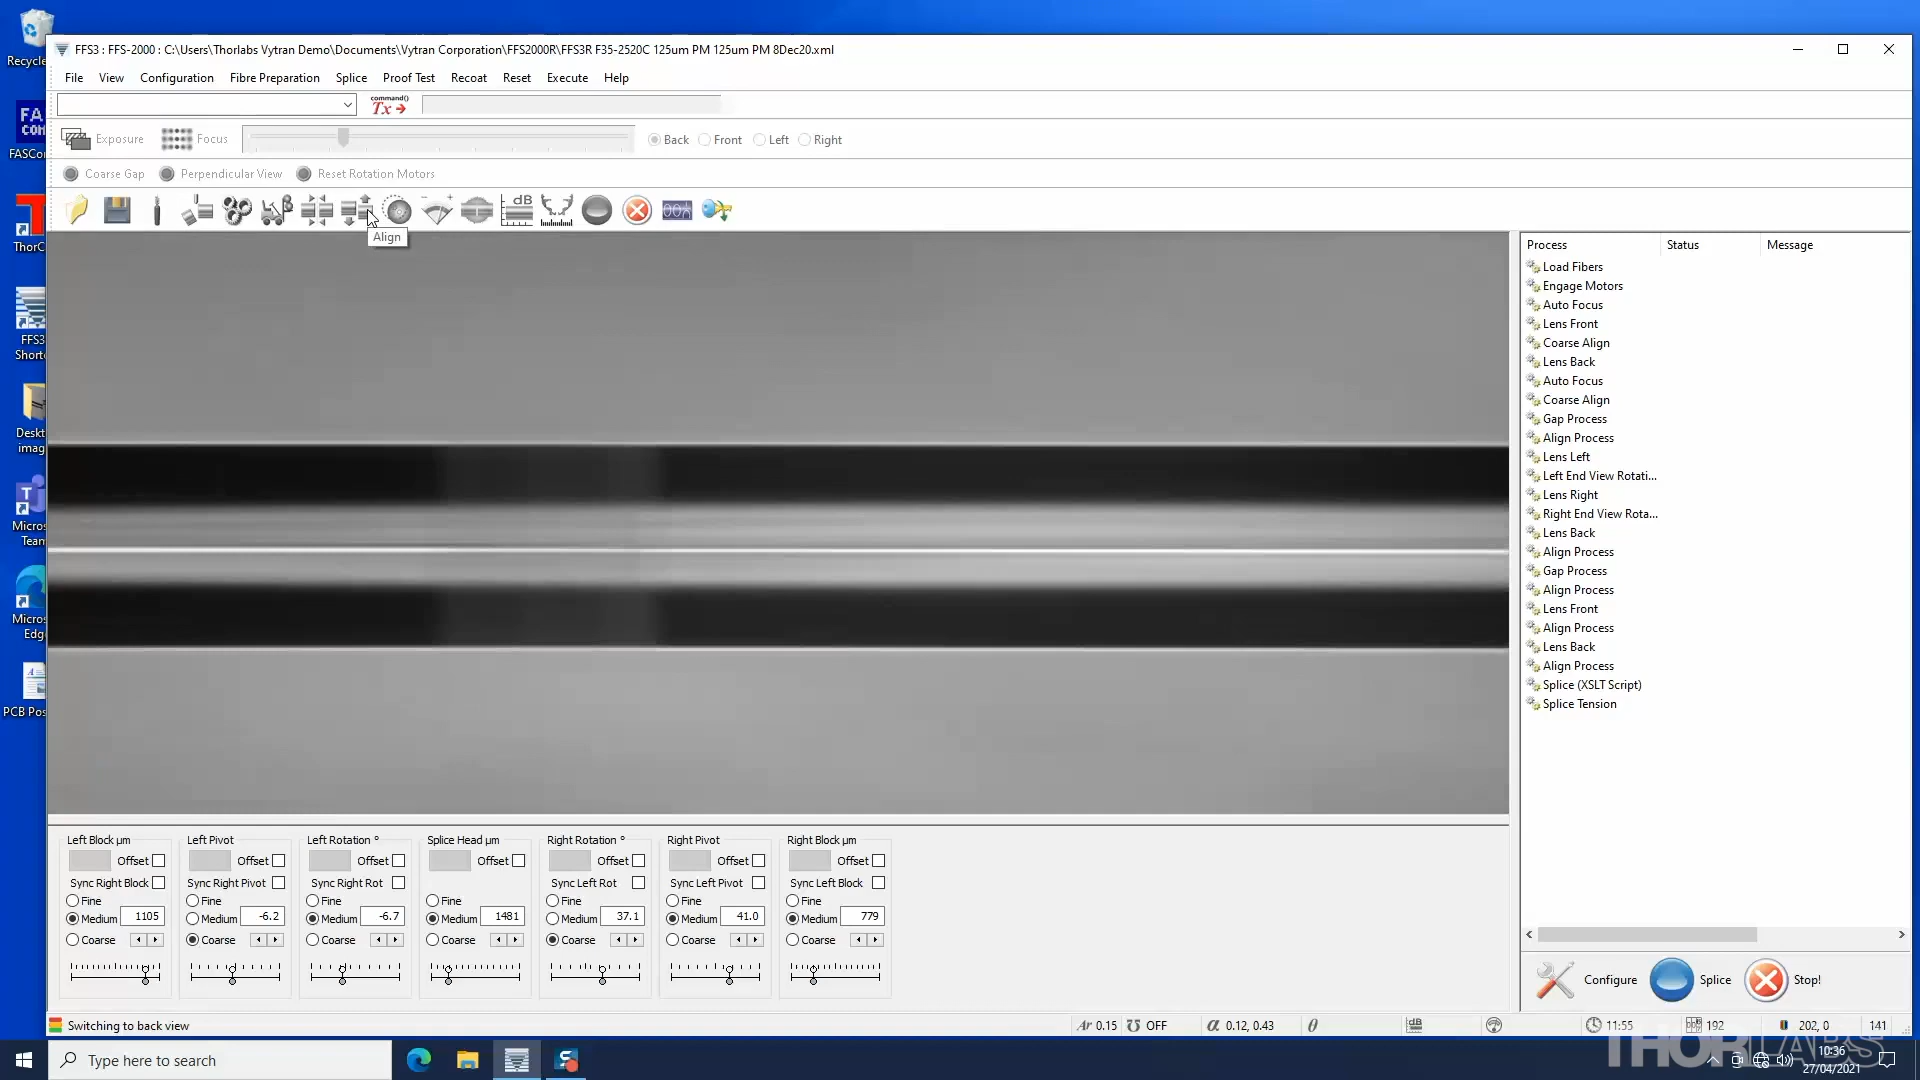 Recycle
FFS3 : FFS-2000 : C:\Users\Thorlabs Vytran Demo\Documents\Vytran Corporation\FFS2000R\FFS3R F35-2520C 125um PM 125um PM 8Dec20.xml
File View Configuration Fibre Preparation Splice Proof Test Recoat Reset Execute Help
command() Tx
Exposure Focus Back Front Left Right
Coarse Gap Perpendicular View Reset Rotation Motors
dB
Align
FA
CON
FASCo
T
ThorC
FFS3
Short
Deskt
imag
Micros
Team
Micros
Edge
PCB Pos
Process Status Message
Load Fibers
Engage Motors
Auto Focus
Lens Front
Coarse Align
Lens Back
Auto Focus
Coarse Align
Gap Process
Align Process
Lens Left
Left End View Rotati...
Lens Right
Right End View Rota...
Lens Back
Align Process
Gap Process
Align Process
Lens Front
Align Process
Lens Back
Align Process
Splice (XSLT Script)
Splice Tension
Left Block µm Left Pivot Left Rotation ° Splice Head µm Right Rotation ° Right Pivot Right Block µm
Offset Offset Offset Offset Offset Offset Offset
Sync Right Block Sync Right Pivot Sync Right Rot Sync Left Rot Sync Left Pivot Sync Left Block
Fine Fine Fine Fine Fine Fine Fine
Medium 1105 Medium -6.2 Medium -6.7 Medium 1481 Medium 37.1 Medium 41.0 Medium 779
Coarse Coarse Coarse Coarse Coarse Coarse Coarse
Configure Splice Stop!
Switching to back view Ar 0.15 OFF α 0.12, 0.43 θ dB 11:55 192 202, 0 141
Type here to search
THORLABS
10:36
27/04/2021